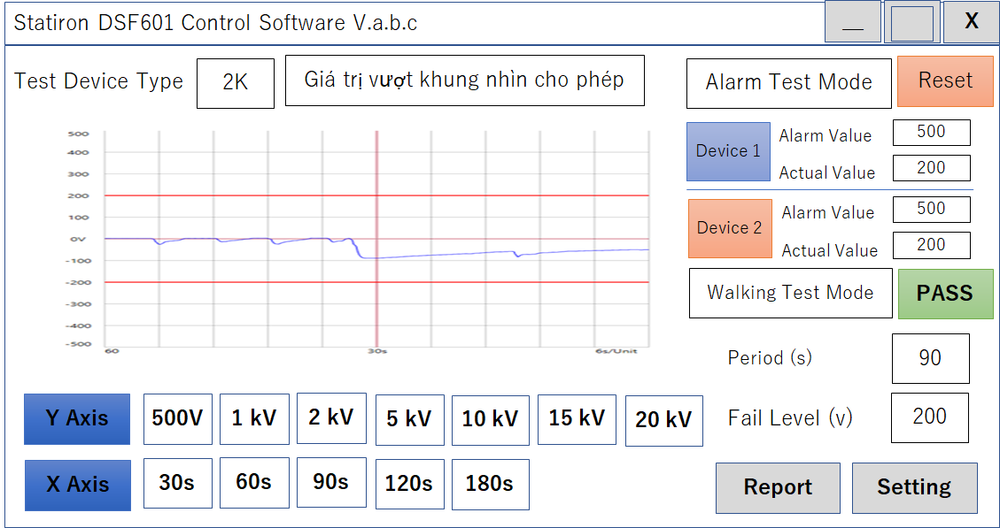 Statiron DSF601 Control Software V.a.b.c
X
Test Device Type
2K
Giá trị vượt khung nhìn cho phép
Alarm Test Mode
Reset
500
400
300
200
100
0V
-100
-200
-300
-400
-500
60
30s
6s/Unit
Device 1
Alarm Value
500
Actual Value
200
Device 2
Alarm Value
500
Actual Value
200
Walking Test Mode
PASS
Period (s)
90
Fail Level (v)
200
Y Axis
500V
1 kV
2 kV
5 kV
10 kV
15 kV
20 kV
X Axis
30s
60s
90s
120s
180s
Report
Setting